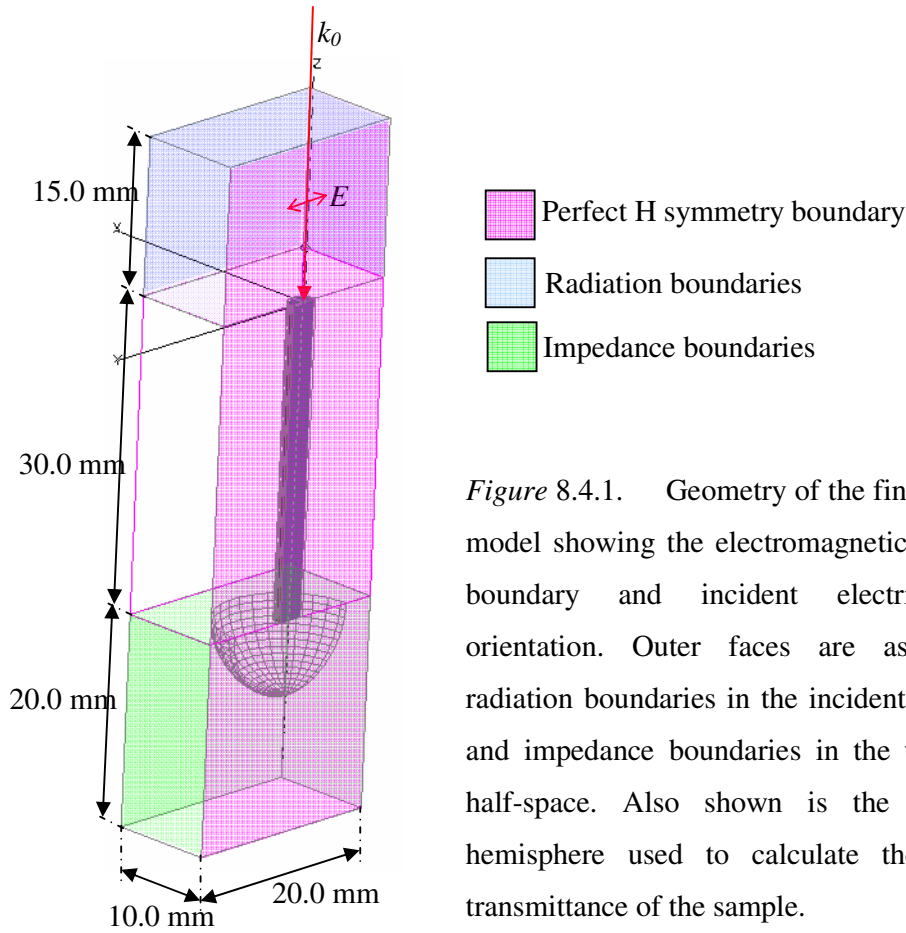 k0
z
15.0 mm
E
x
y
30.0 mm
20.0 mm
10.0 mm
20.0 mm
Perfect H symmetry boundary
Radiation boundaries
Impedance boundaries
Figure 8.4.1. Geometry of the fin
model showing the electromagnetic
boundary and incident electri
orientation. Outer faces are as
radiation boundaries in the incident
and impedance boundaries in the t
half-space. Also shown is the
hemisphere used to calculate the
transmittance of the sample.